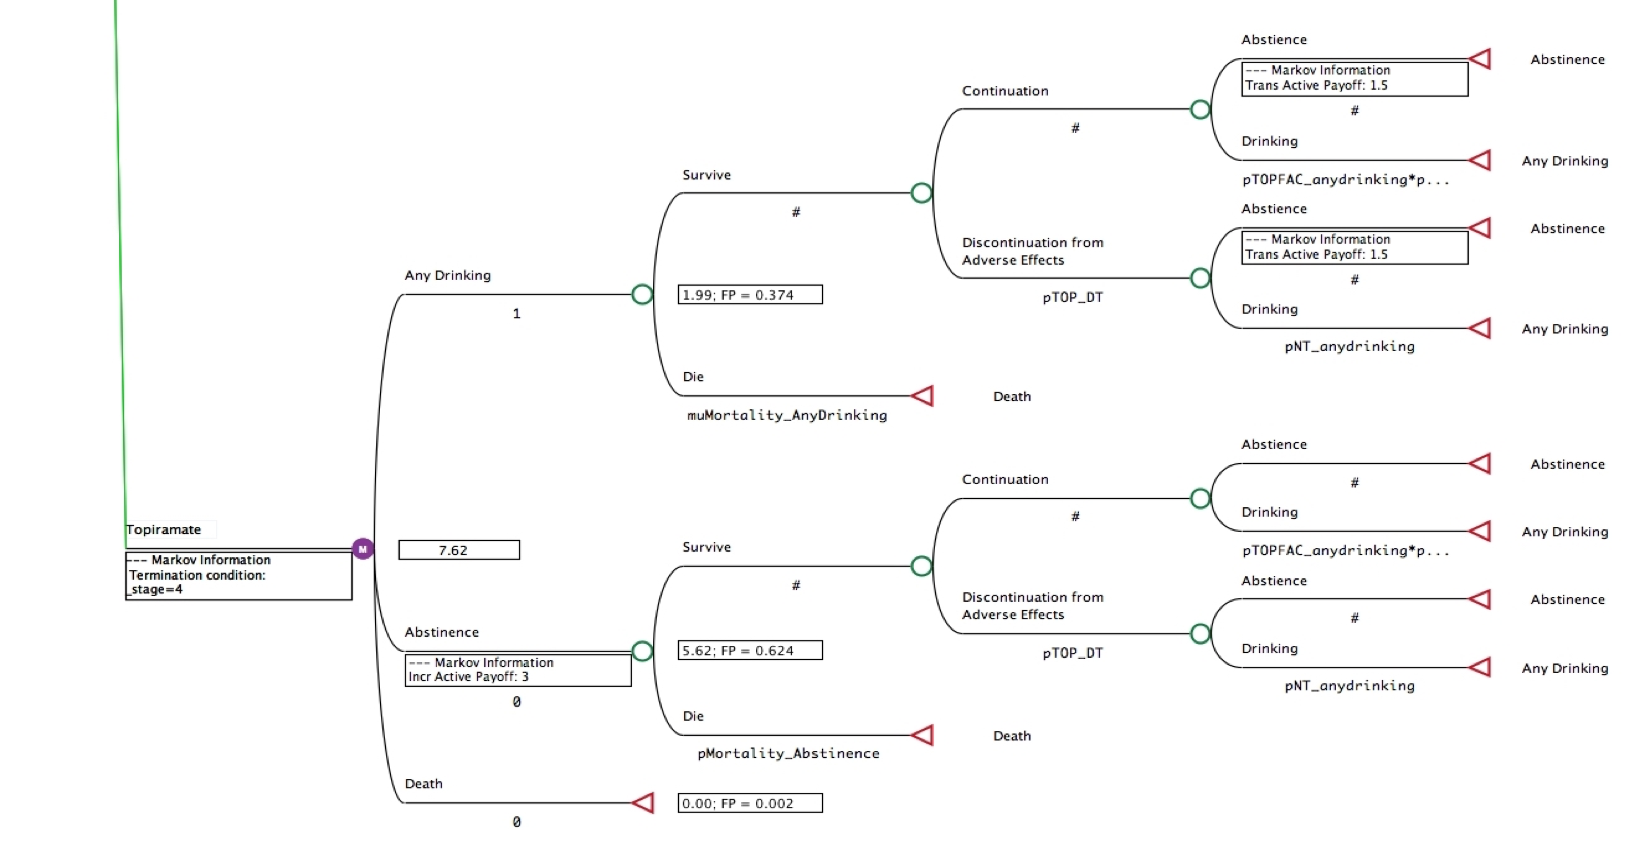 Abstience
--- Markov Information
Trans Active Payoff: 1.5
#
Abstinence
Continuation
#
Drinking
pTOPFAC_anydrinking*p...
Any Drinking
Survive
#
Abstience
--- Markov Information
Trans Active Payoff: 1.5
#
Abstinence
Discontinuation from
Adverse Effects
pTOP_DT
Drinking
pNT_anydrinking
Any Drinking
Any Drinking
1
1.99; FP = 0.374
Die
muMortality_AnyDrinking
Death
Topiramate
--- Markov Information
Termination condition:
_stage=4
M
7.62
Abstience
#
Abstinence
Continuation
#
Drinking
pTOPFAC_anydrinking*p...
Any Drinking
Survive
#
Abstience
#
Abstinence
Discontinuation from
Adverse Effects
pTOP_DT
Drinking
pNT_anydrinking
Any Drinking
Abstinence
--- Markov Information
Incr Active Payoff: 3
0
5.62; FP = 0.624
Die
pMortality_Abstinence
Death
Death
0
0.00; FP = 0.002